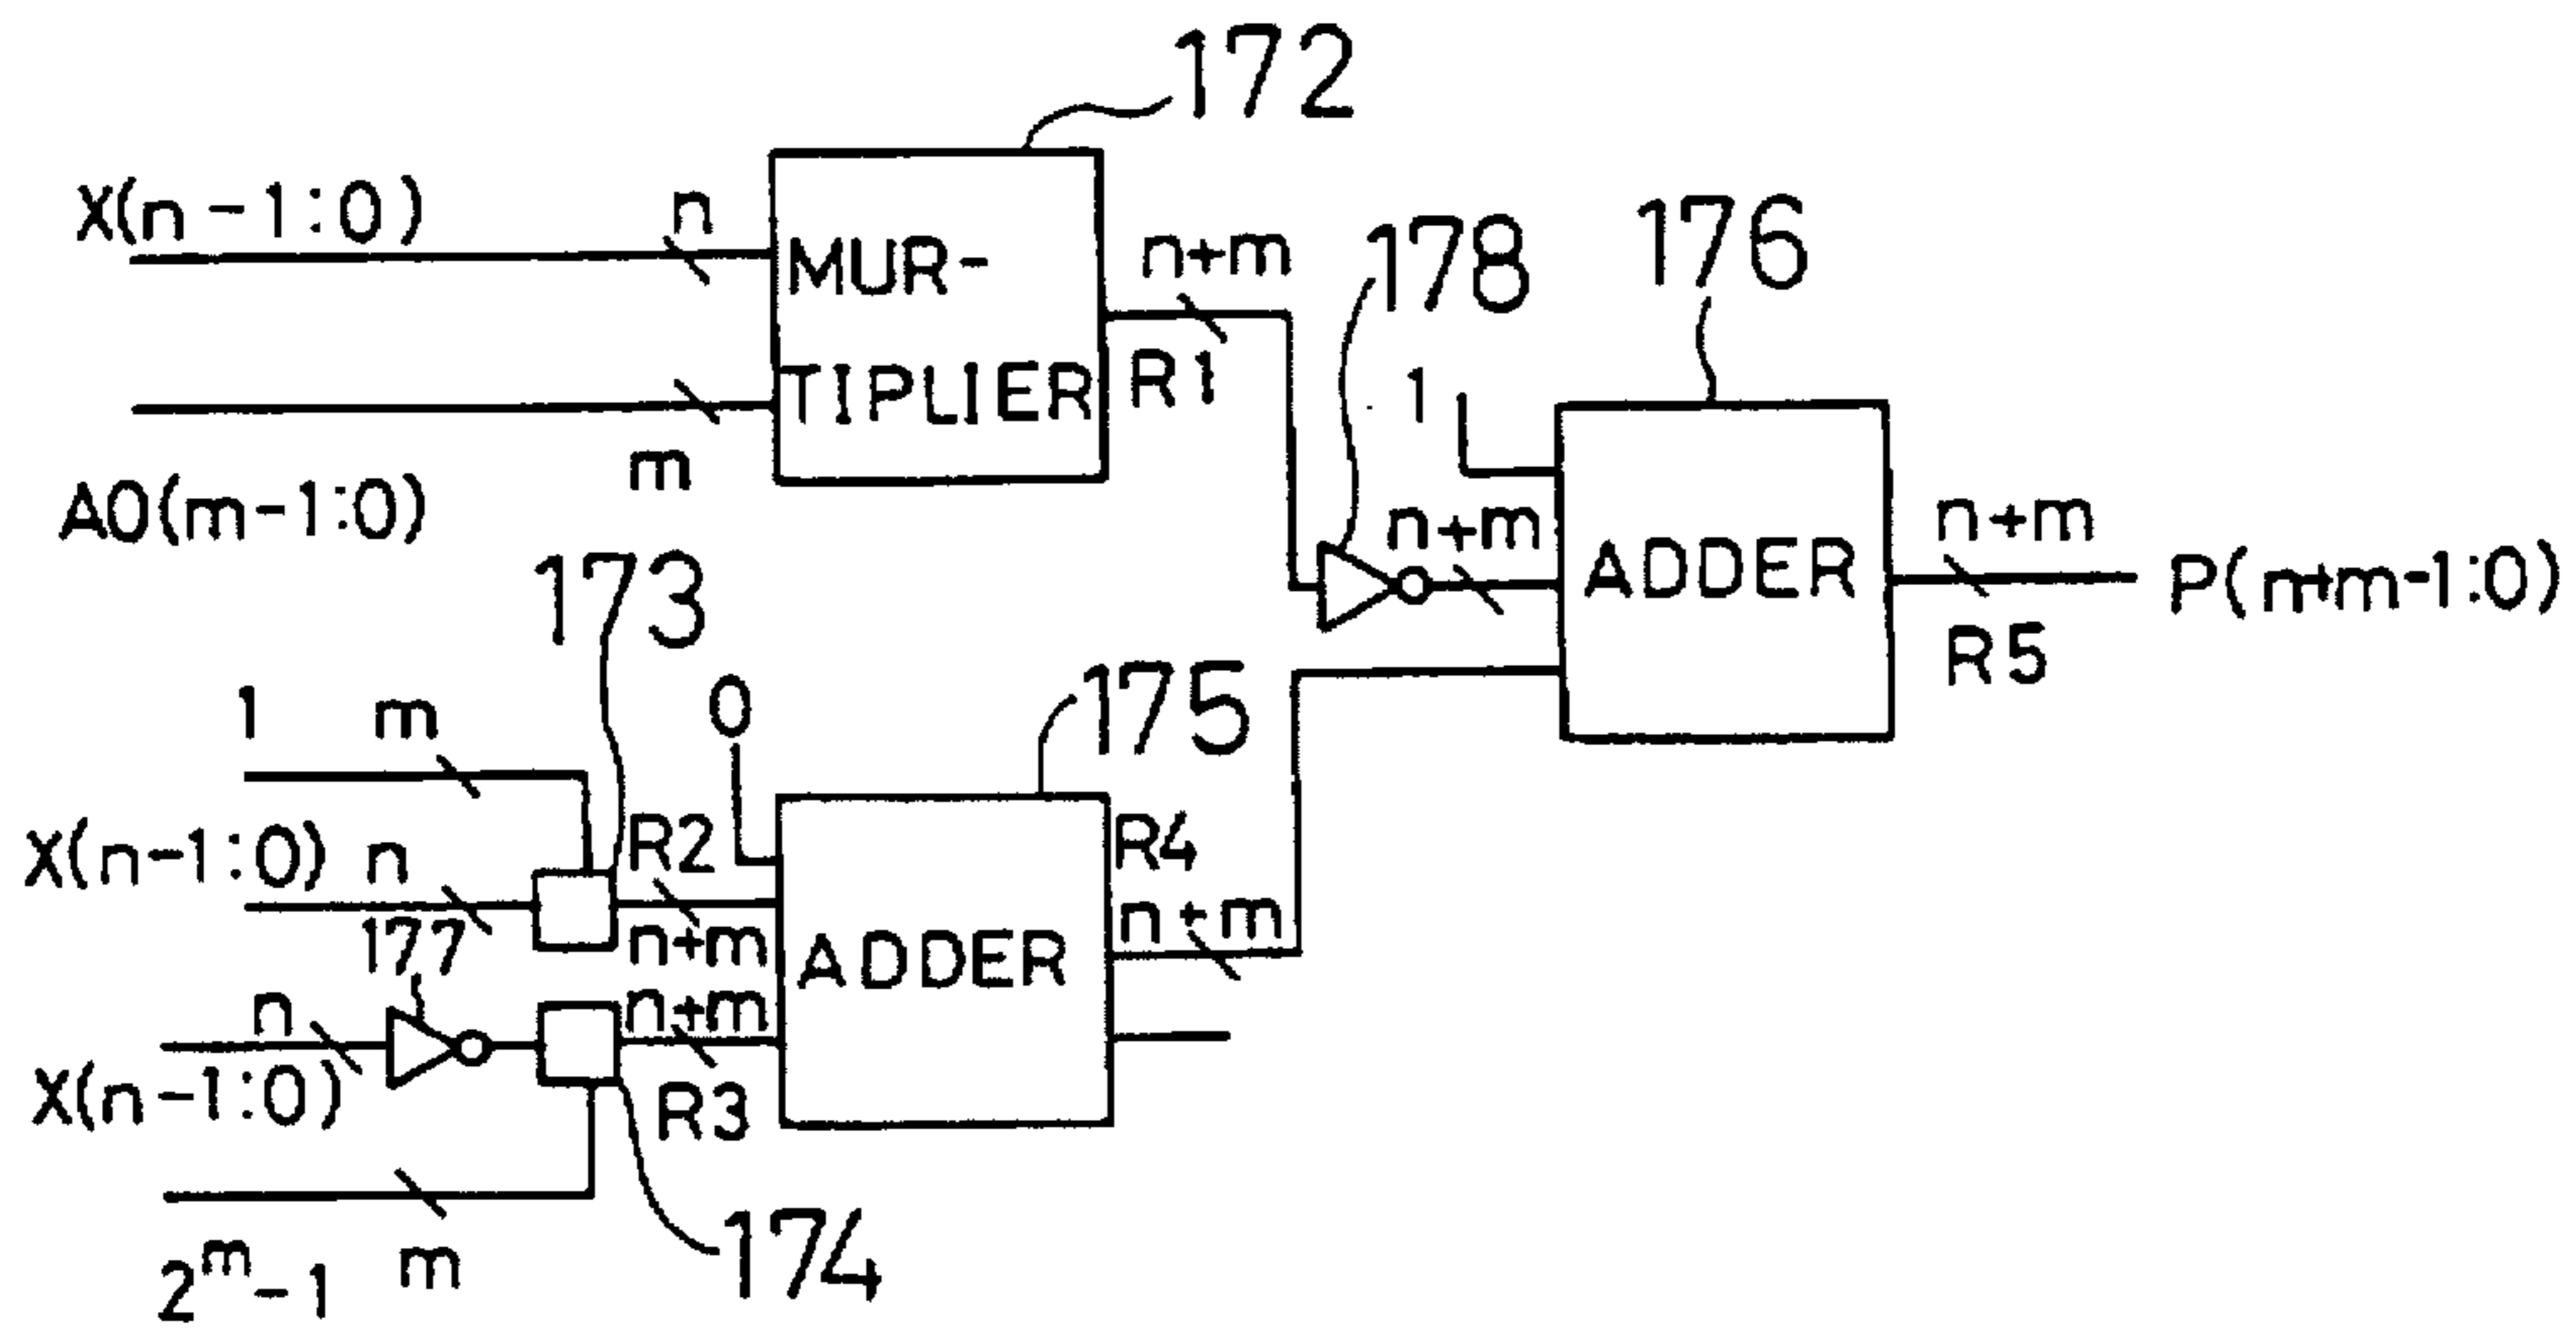 172
X(n-1:0)
n
MUR-
TIPLIER
n+m
R1
178
176
m
A0(m-1:0)
1
n+m
ADDER
n+m
P(n+m-1:0)
R5
173
1
m
0
175
X(n-1:0)
n
R2
n+m
R4
n+m
177
ADDER
n
n+m
X(n-1:0)
R3
2^m-1
m
174